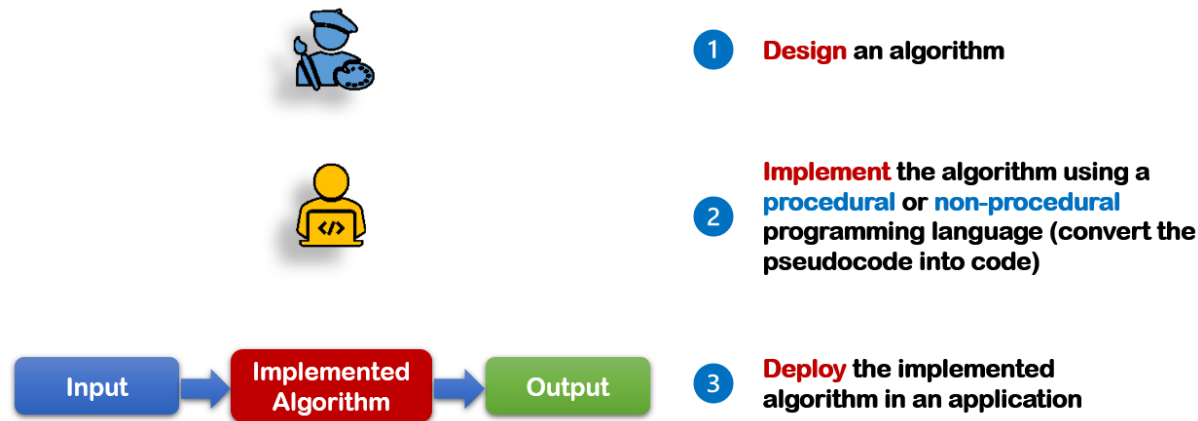 1 Design an algorithm
</>
2 Implement the algorithm using a
procedural or non-procedural
programming language (convert the
pseudocode into code)
Input
Implemented
Algorithm
Output
3 Deploy the implemented
algorithm in an application